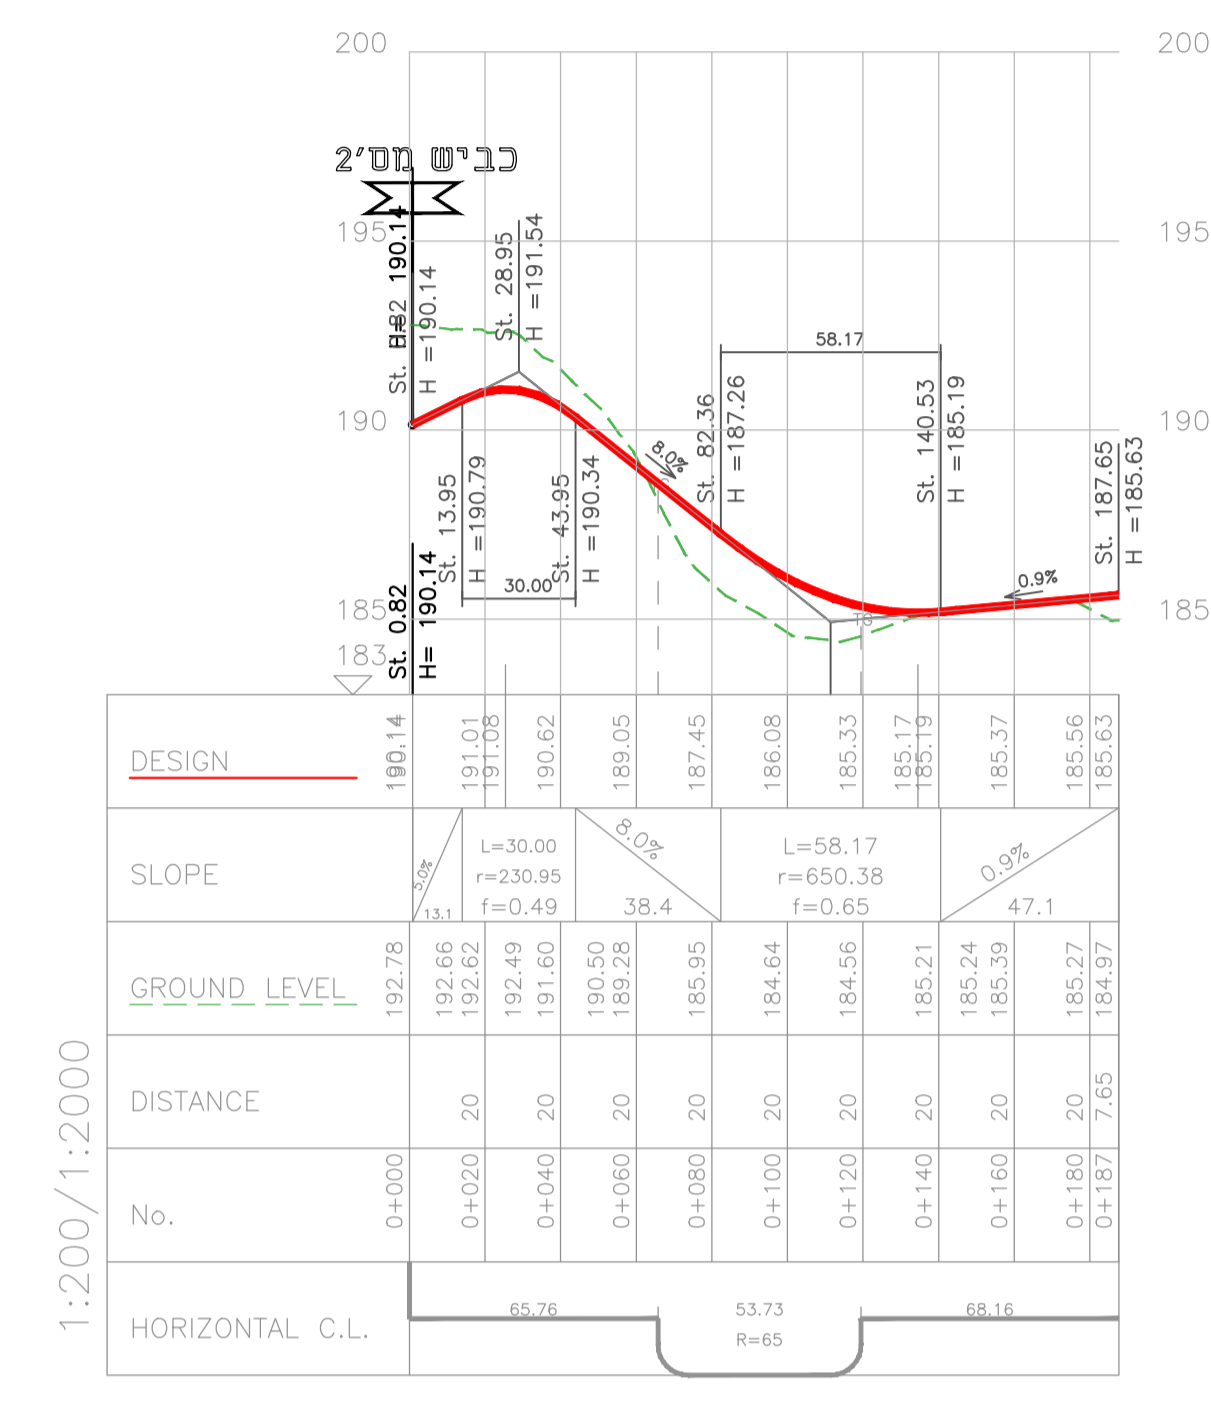 200 200
כביש מס'2
195 195
St. 0.82
H= 190.14
H =190.14
St. 28.95
H =191.54
58.17
190 190
St. 13.95
H =190.79
St. 43.95
H =190.34
30.00
8.0%
St. 82.36
H =187.26
St. 140.53
H =185.19
St. 187.65
H =185.63
0.9%
185 185
TC
183
St. 0.82
H= 190.14
DESIGN 190.14 191.01 191.08 190.62 189.05 187.45 186.08 185.33 185.17 185.19 185.37 185.56 185.63
SLOPE
5.0%
13.1
L=30.00
r=230.95
f=0.49
8.0%
38.4
L=58.17
r=650.38
f=0.65
0.9%
47.1
GROUND LEVEL 192.78 192.66 192.62 192.49 191.60 190.50 189.28 185.95 184.64 184.56 185.21 185.24 185.39 185.27 184.97
DISTANCE 20 20 20 20 20 20 20 20 20 7.65
No. 0+000 0+020 0+040 0+060 0+080 0+100 0+120 0+140 0+160 0+180 0+187
HORIZONTAL C.L.
65.76 53.73 68.16
R=65
1:200/1:2000